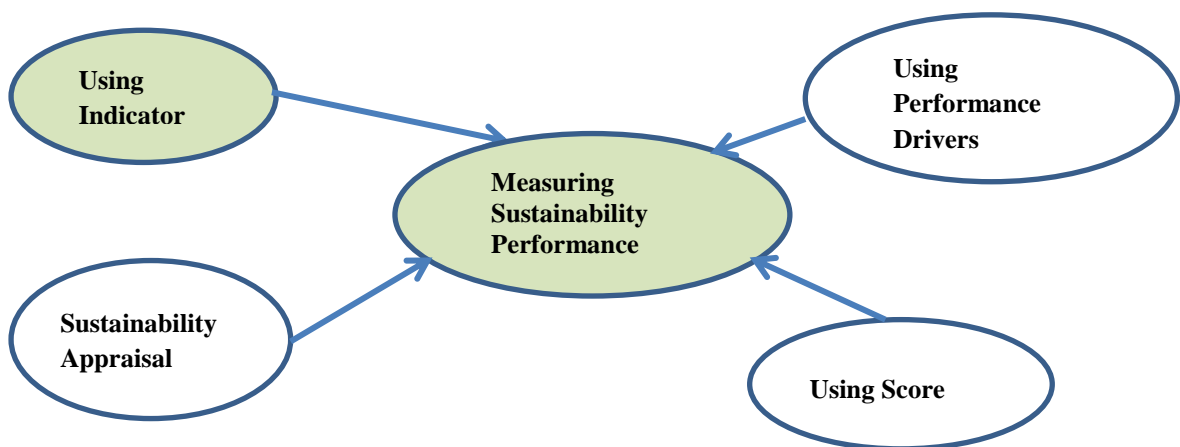 Using
Indicator
Using
Performance
Drivers
Measuring
Sustainability
Performance
Sustainability
Appraisal
Using Score